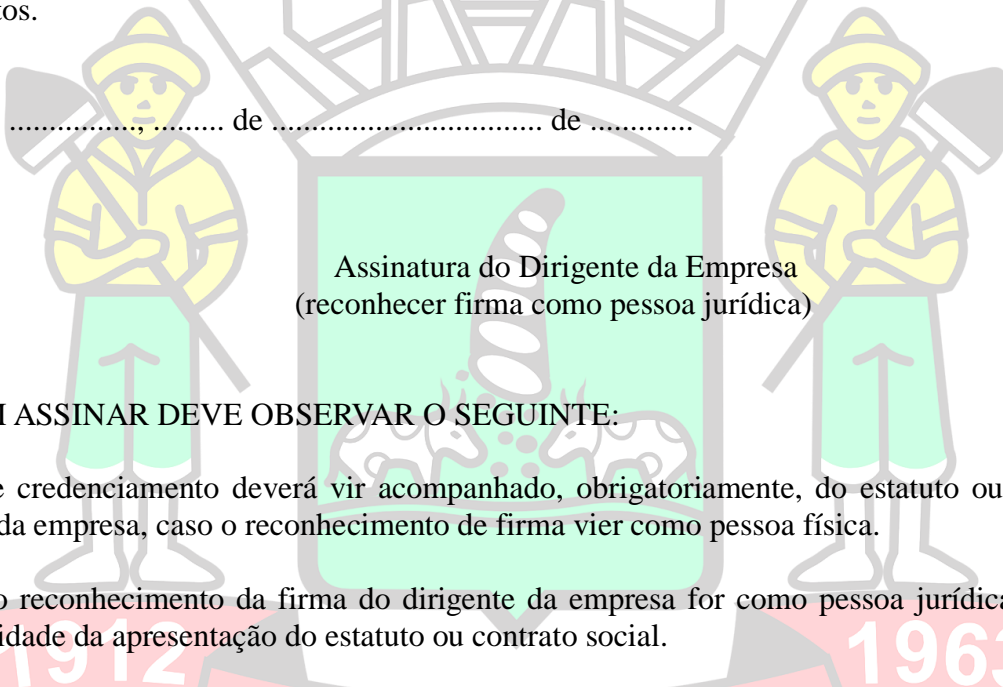 tos.
................, ......... de .................................. de .............
Assinatura do Dirigente da Empresa
(reconhecer firma como pessoa jurídica)
ASSINAR DEVE OBSERVAR O SEGUINTE:
e credenciamento deverá vir acompanhado, obrigatoriamente, do estatuto ou
da empresa, caso o reconhecimento de firma vier como pessoa física.
o reconhecimento da firma do dirigente da empresa for como pessoa jurídica
idade da apresentação do estatuto ou contrato social.
1912
1963